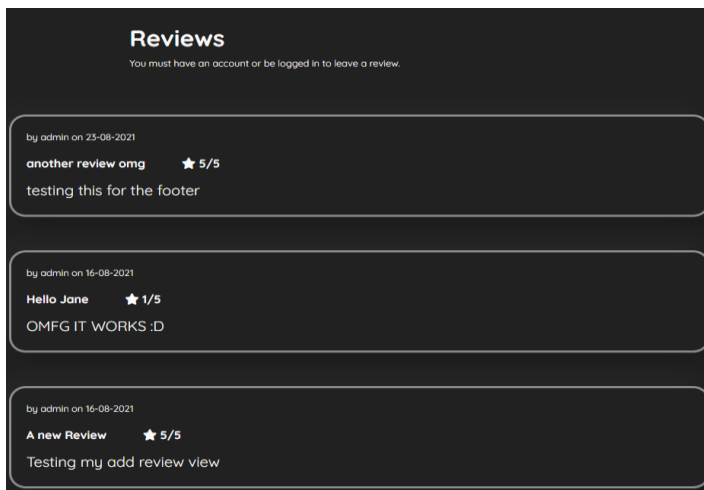 Reviews
You must have an account or be logged in to leave a review.
by admin on 23-08-2021
another review omg 5/5
testing this for the footer
by admin on 16-08-2021
Hello Jane 1/5
OMFG IT WORKS :D
by admin on 16-08-2021
A new Review 5/5
Testing my add review view